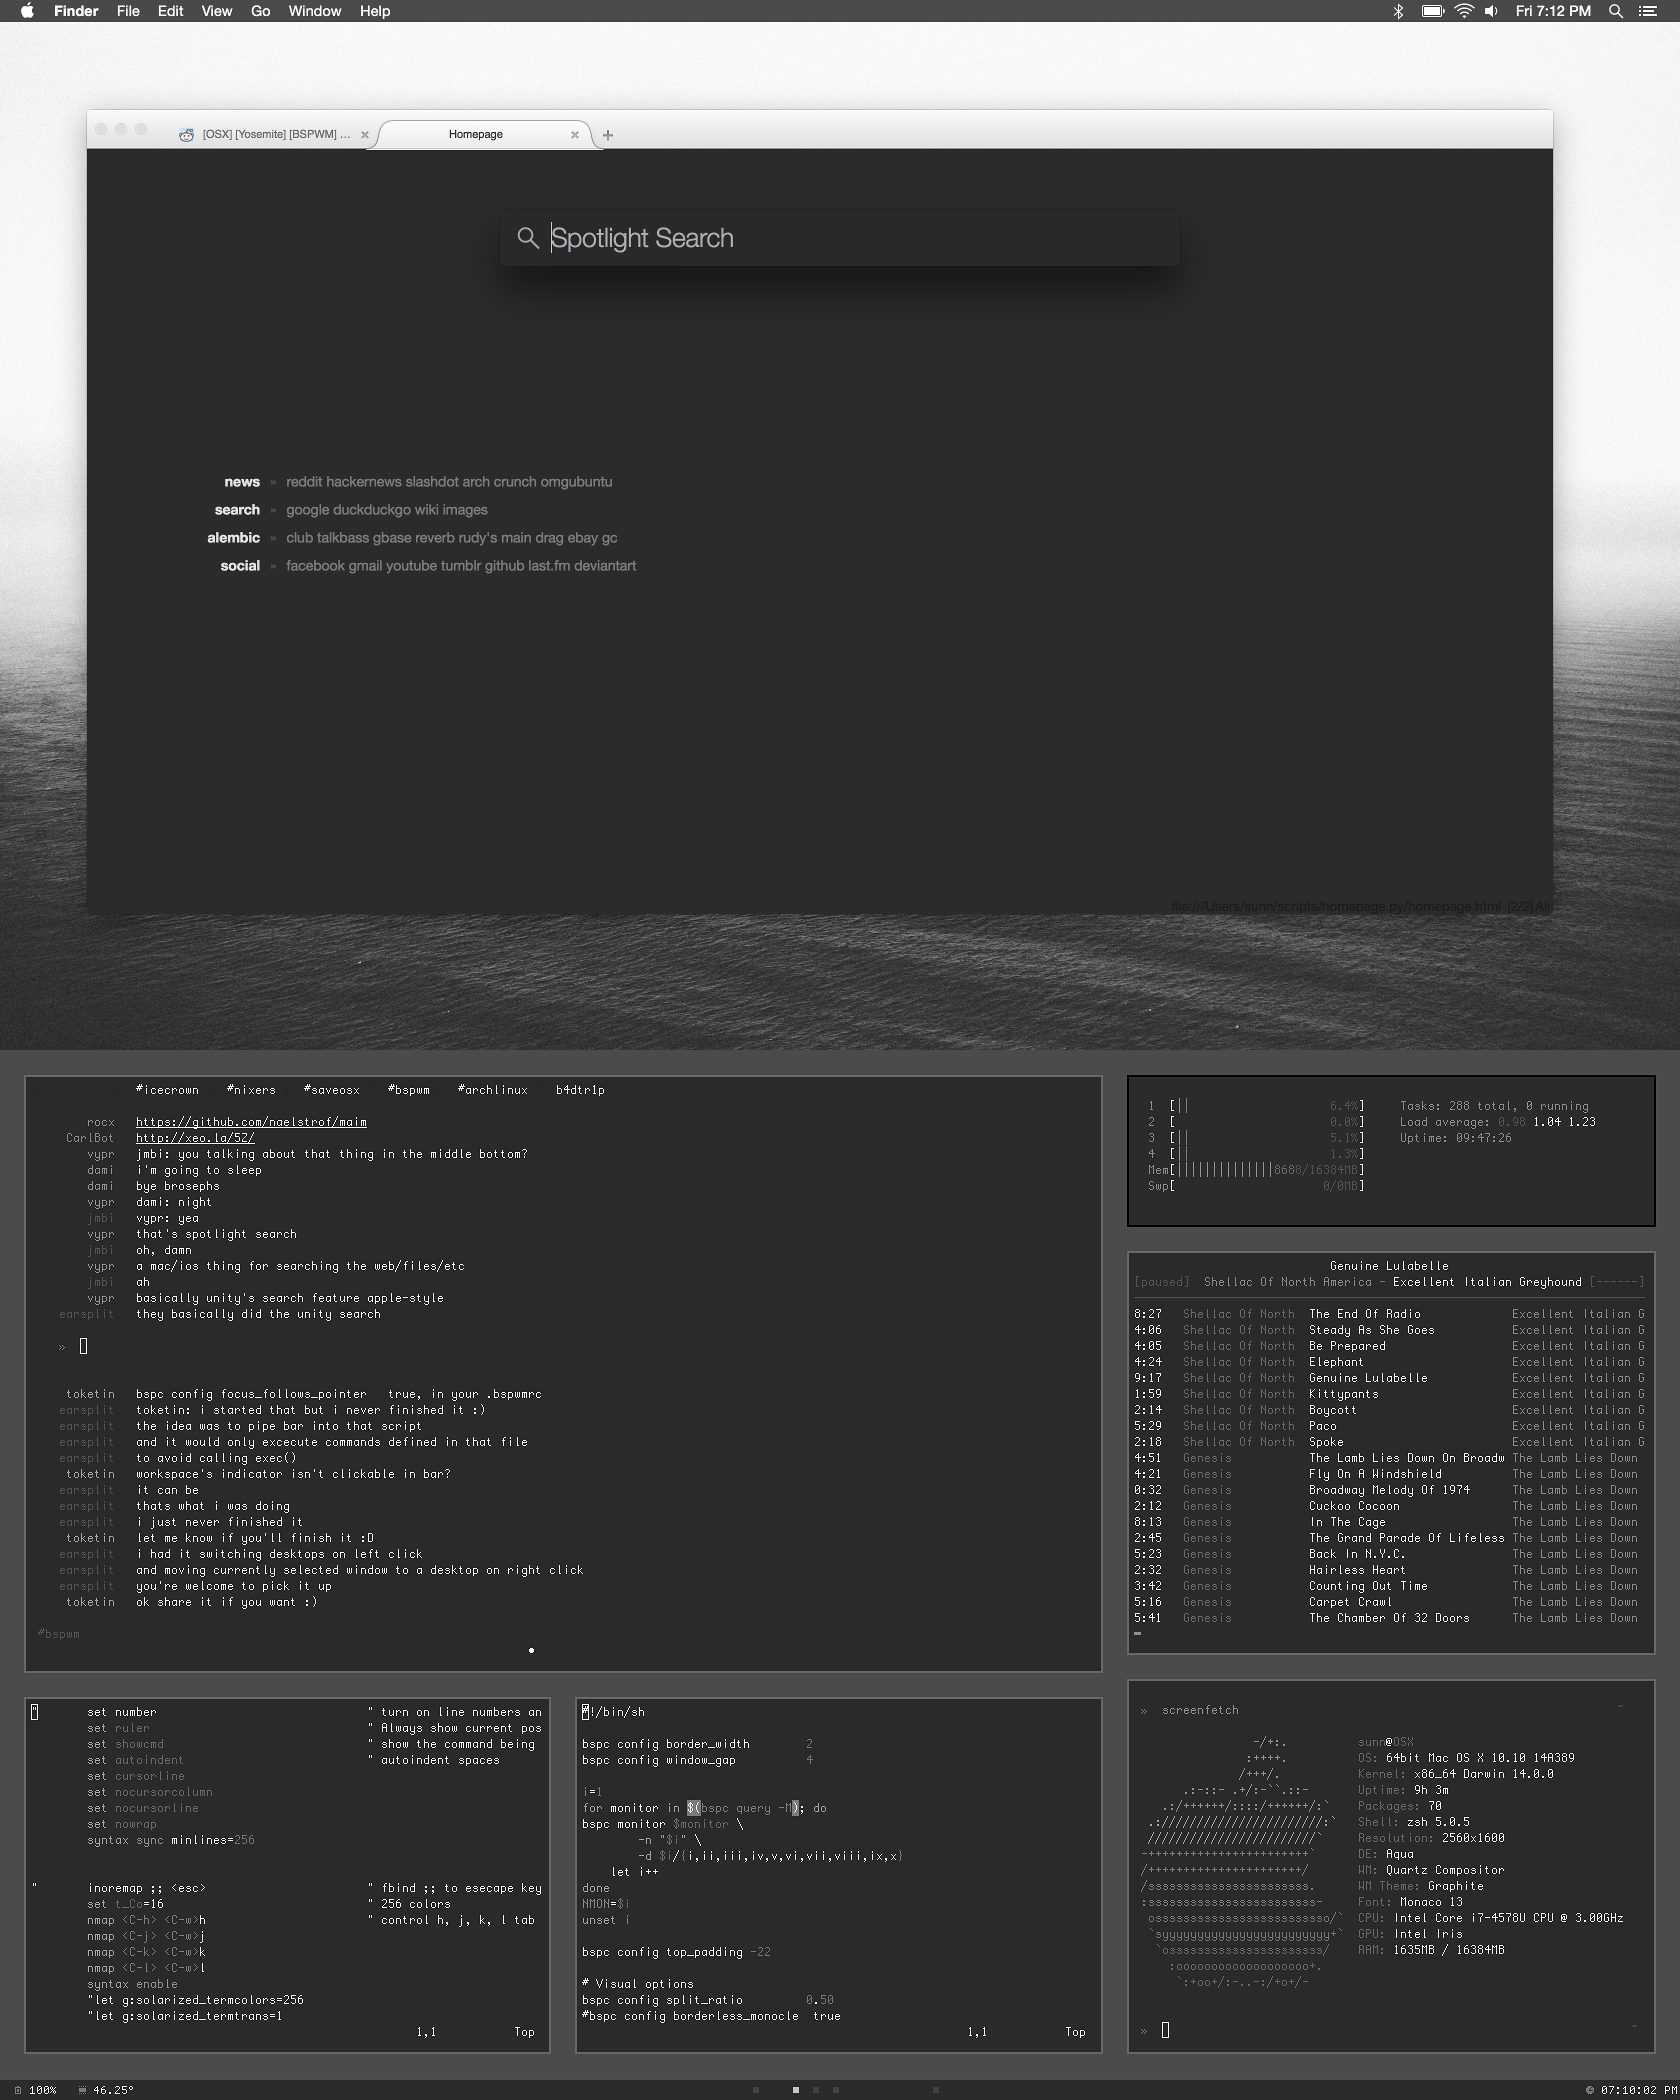 Finder File Edit View Go Window Help
Fri 7:12 PM
[OSX] [Yosemite] [BSPWM] ...
Homepage
Spotlight Search
news » reddit hackernews slashdot arch crunch omgubuntu
search » google duckduckgo wiki images
alembic » club talkbass gbase reverb rudy's main drag ebay gc
social » facebook gmail youtube tumblr github last.fm deviantart
file:///Users/sunn/scripts/homepage.py/homepage.html [2/2] All
#icecrown #nixers #saveosx #bspwm #archlinux b4dtr1p
rocx https://github.com/naelstrof/maim
CarlBot http://xeo.la/52/
vypr jmbi: you talking about that thing in the middle bottom?
dami i'm going to sleep
dami bye brosephs
vypr dami: night
jmbi vypr: yea
vypr that's spotlight search
jmbi oh, damn
vypr a mac/ios thing for searching the web/files/etc
jmbi ah
vypr basically unity's search feature apple-style
earsplit they basically did the unity search
»
toketin bspc config focus_follows_pointer true, in your .bspwmrc
earsplit toketin: i started that but i never finished it :)
earsplit the idea was to pipe bar into that script
earsplit and it would only excecute commands defined in that file
earsplit to avoid calling exec()
toketin workspace's indicator isn't clickable in bar?
earsplit it can be
earsplit thats what i was doing
earsplit i just never finished it
toketin let me know if you'll finish it :D
earsplit i had it switching desktops on left click
earsplit and moving currently selected window to a desktop on right click
earsplit you're welcome to pick it up
toketin ok share it if you want :)
#bspwm
1 [|| 6.4%] Tasks: 288 total, 0 running
2 [ 0.0%] Load average: 0.98 1.04 1.23
3 [|| 5.1%] Uptime: 09:47:26
4 [|| 1.3%]
Mem[||||||||||||||8688/16384MB]
Swp[ 0/0MB]
Genuine Lulabelle
[paused] Shellac Of North America - Excellent Italian Greyhound [------]
8:27 Shellac Of North The End Of Radio Excellent Italian G
4:06 Shellac Of North Steady As She Goes Excellent Italian G
4:05 Shellac Of North Be Prepared Excellent Italian G
4:24 Shellac Of North Elephant Excellent Italian G
9:17 Shellac Of North Genuine Lulabelle Excellent Italian G
1:59 Shellac Of North Kittypants Excellent Italian G
2:14 Shellac Of North Boycott Excellent Italian G
5:29 Shellac Of North Paco Excellent Italian G
2:18 Shellac Of North Spoke Excellent Italian G
4:51 Genesis The Lamb Lies Down On Broadw The Lamb Lies Down
4:21 Genesis Fly On A Windshield The Lamb Lies Down
0:32 Genesis Broadway Melody Of 1974 The Lamb Lies Down
2:12 Genesis Cuckoo Cocoon The Lamb Lies Down
8:13 Genesis In The Cage The Lamb Lies Down
2:45 Genesis The Grand Parade Of Lifeless The Lamb Lies Down
5:23 Genesis Back In N.Y.C. The Lamb Lies Down
2:32 Genesis Hairless Heart The Lamb Lies Down
3:42 Genesis Counting Out Time The Lamb Lies Down
5:16 Genesis Carpet Crawl The Lamb Lies Down
5:41 Genesis The Chamber Of 32 Doors The Lamb Lies Down
" set number " turn on line numbers an
set ruler " Always show current pos
set showcmd " show the command being
set autoindent " autoindent spaces
set cursorline
set nocursorcolumn
set nocursorline
set nowrap
syntax sync minlines=256
" inoremap ;; <esc> " fbind ;; to esecape key
set t_Co=16 " 256 colors
nmap <C-h> <C-w>h " control h, j, k, l tab
nmap <C-j> <C-w>j
nmap <C-k> <C-w>k
nmap <C-l> <C-w>l
syntax enable
"let g:solarized_termcolors=256
"let g:solarized_termtrans=1
1,1 Top
#!/bin/sh
bspc config border_width 2
bspc config window_gap 4
i=1
for monitor in $(bspc query -M); do
bspc monitor $monitor \
-n "$i" \
-d $i/{i,ii,iii,iv,v,vi,vii,viii,ix,x}
let i++
done
NMON=$i
unset i
bspc config top_padding -22
# Visual options
bspc config split_ratio 0.50
#bspc config borderless_monocle true
1,1 Top
» screenfetch ~
-/+:. sunn@OSX
:++++. OS: 64bit Mac OS X 10.10 14A389
/+++/. Kernel: x86_64 Darwin 14.0.0
.:-::- .+/:-``.::- Uptime: 9h 3m
.:/++++++/::::/++++++/:` Packages: 70
.:///////////////////////:` Shell: zsh 5.0.5
////////////////////////` Resolution: 2560x1600
-+++++++++++++++++++++++` DE: Aqua
/++++++++++++++++++++++/ WM: Quartz Compositor
/sssssssssssssssssssssss. WM Theme: Graphite
:ssssssssssssssssssssssss- Font: Monaco 13
osssssssssssssssssssssssso/` CPU: Intel Core i7-4578U CPU @ 3.00GHz
`syyyyyyyyyyyyyyyyyyyyyyyy+` GPU: Intel Iris
`ossssssssssssssssssssss/ RAM: 1635MB / 16384MB
:ooooooooooooooooooo+.
`:+oo+/:-..-:/+o+/-
» ~
100% 46.25° 07:10:02 PM